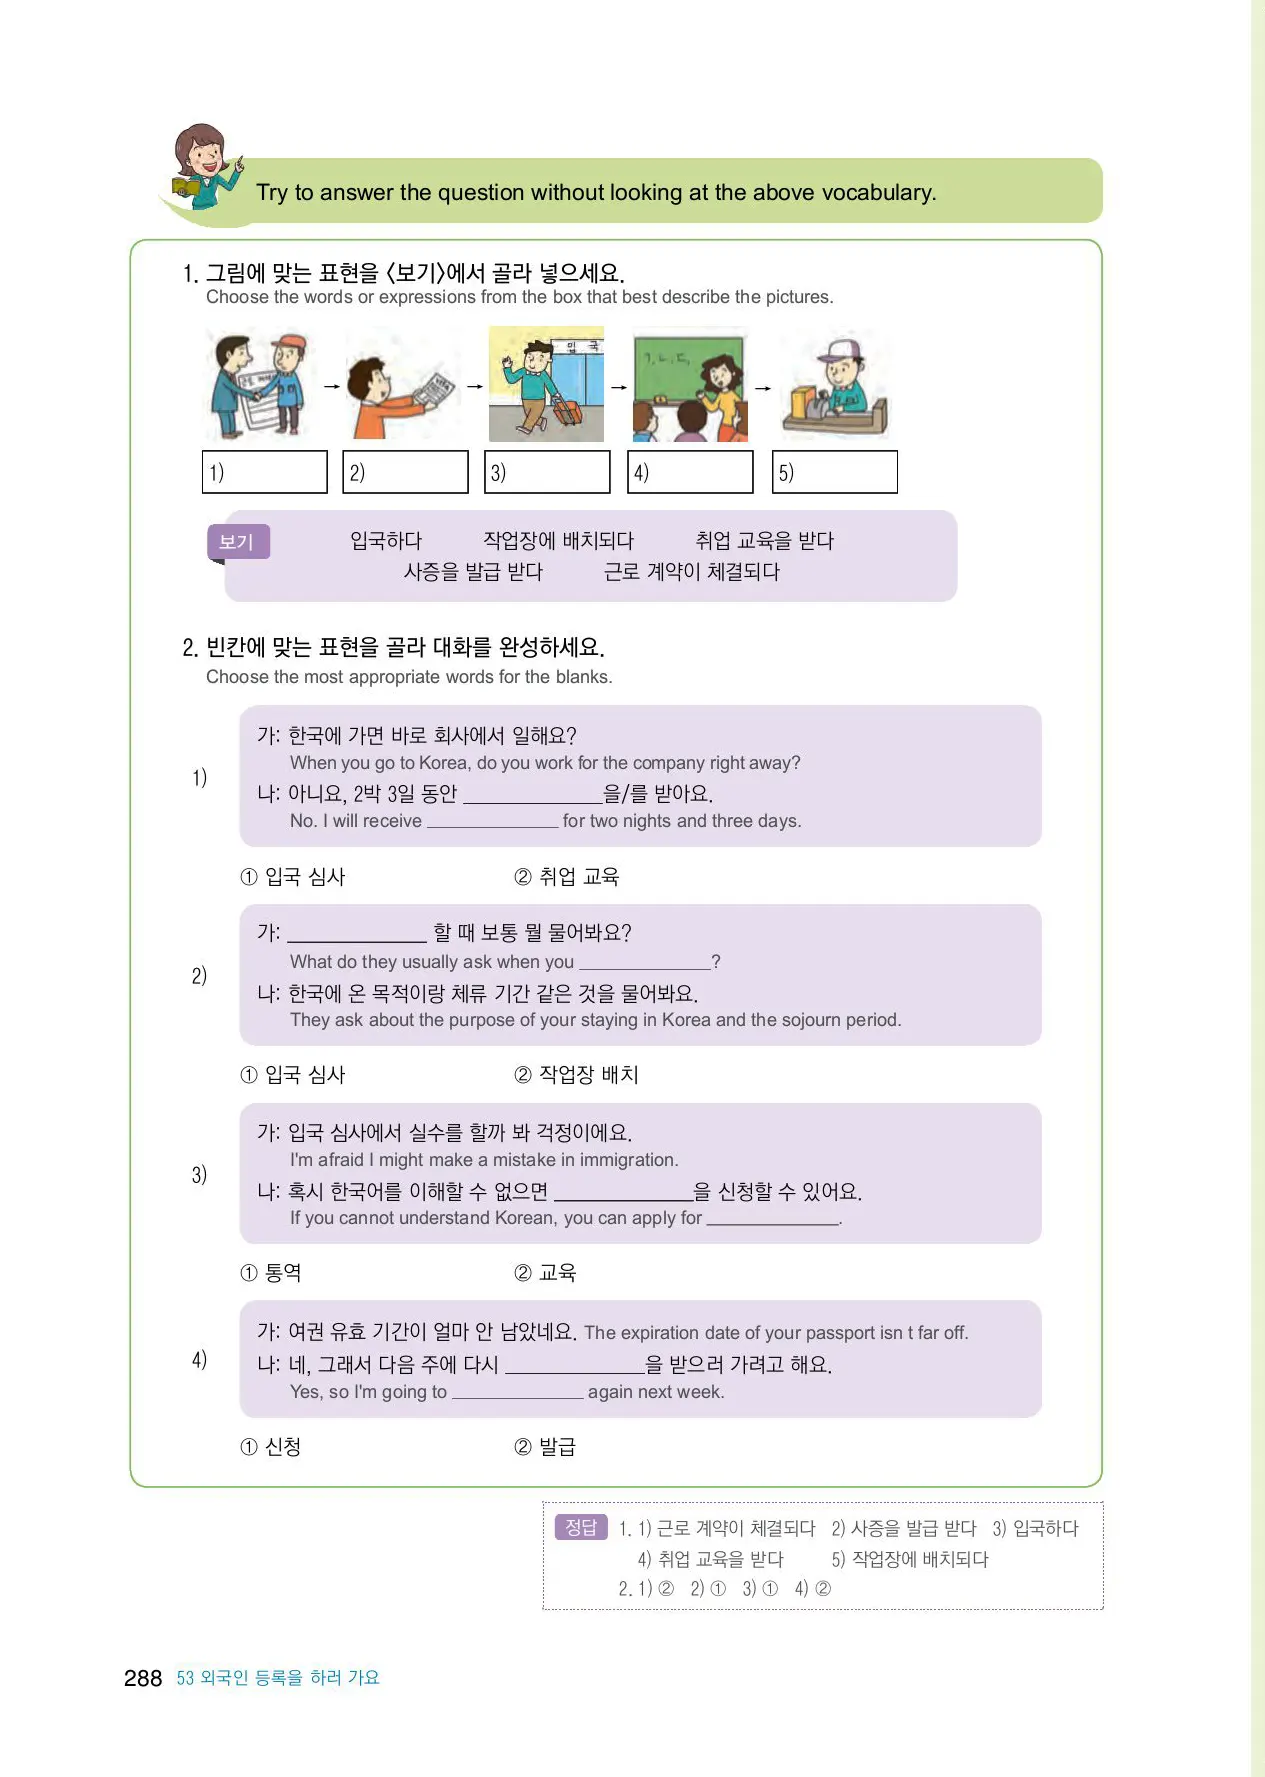 Try to answer the question without looking at the above vocabulary.
1. 그림에 맞는 표현을 〈보기〉에서 골라 넣으세요.
Choose the words or expressions from the box that best describe the pictures.
입 국
ㄱ, ㄴ, ㄷ,
→ → → →
1) 2) 3) 4) 5)
보기 입국하다 작업장에 배치되다 취업 교육을 받다
사증을 발급 받다 근로 계약이 체결되다
2. 빈칸에 맞는 표현을 골라 대화를 완성하세요.
Choose the most appropriate words for the blanks.
1)
가: 한국에 가면 바로 회사에서 일해요?
When you go to Korea, do you work for the company right away?
나: 아니요, 2박 3일 동안 ______________을/를 받아요.
No. I will receive ______________ for two nights and three days.
① 입국 심사 ② 취업 교육
2)
가: ______________ 할 때 보통 뭘 물어봐요?
What do they usually ask when you ______________?
나: 한국에 온 목적이랑 체류 기간 같은 것을 물어봐요.
They ask about the purpose of your staying in Korea and the sojourn period.
① 입국 심사 ② 작업장 배치
3)
가: 입국 심사에서 실수를 할까 봐 걱정이에요.
I'm afraid I might make a mistake in immigration.
나: 혹시 한국어를 이해할 수 없으면 ______________을 신청할 수 있어요.
If you cannot understand Korean, you can apply for ______________.
① 통역 ② 교육
4)
가: 여권 유효 기간이 얼마 안 남았네요. The expiration date of your passport isn t far off.
나: 네, 그래서 다음 주에 다시 ______________을 받으러 가려고 해요.
Yes, so I'm going to ______________ again next week.
① 신청 ② 발급
정답 1. 1) 근로 계약이 체결되다 2) 사증을 발급 받다 3) 입국하다
4) 취업 교육을 받다 5) 작업장에 배치되다
2. 1) ② 2) ① 3) ① 4) ②
288 53 외국인 등록을 하러 가요